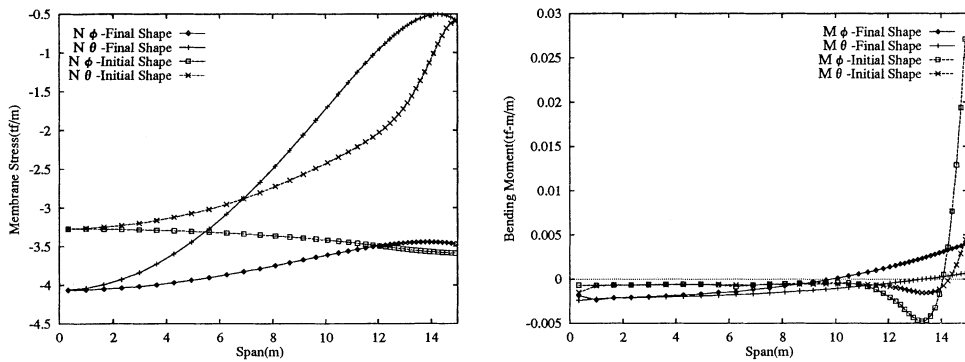 -0.5
-1
-1.5
-2
-2.5
-3
-3.5
-4
-4.5
Membrane Stress(tf/m)
N ϕ -Final Shape
N θ -Final Shape
N ϕ -Initial Shape
N θ -Initial Shape
0 2 4 6 8 10 12 14
Span(m)
0.03
0.025
0.02
0.015
0.01
0.005
0
-0.005
Bending Moment(tf-m/m)
M ϕ -Final Shape
M θ -Final Shape
M ϕ -Initial Shape
M θ -Initial Shape
0 2 4 6 8 10 12 14
Span(m)